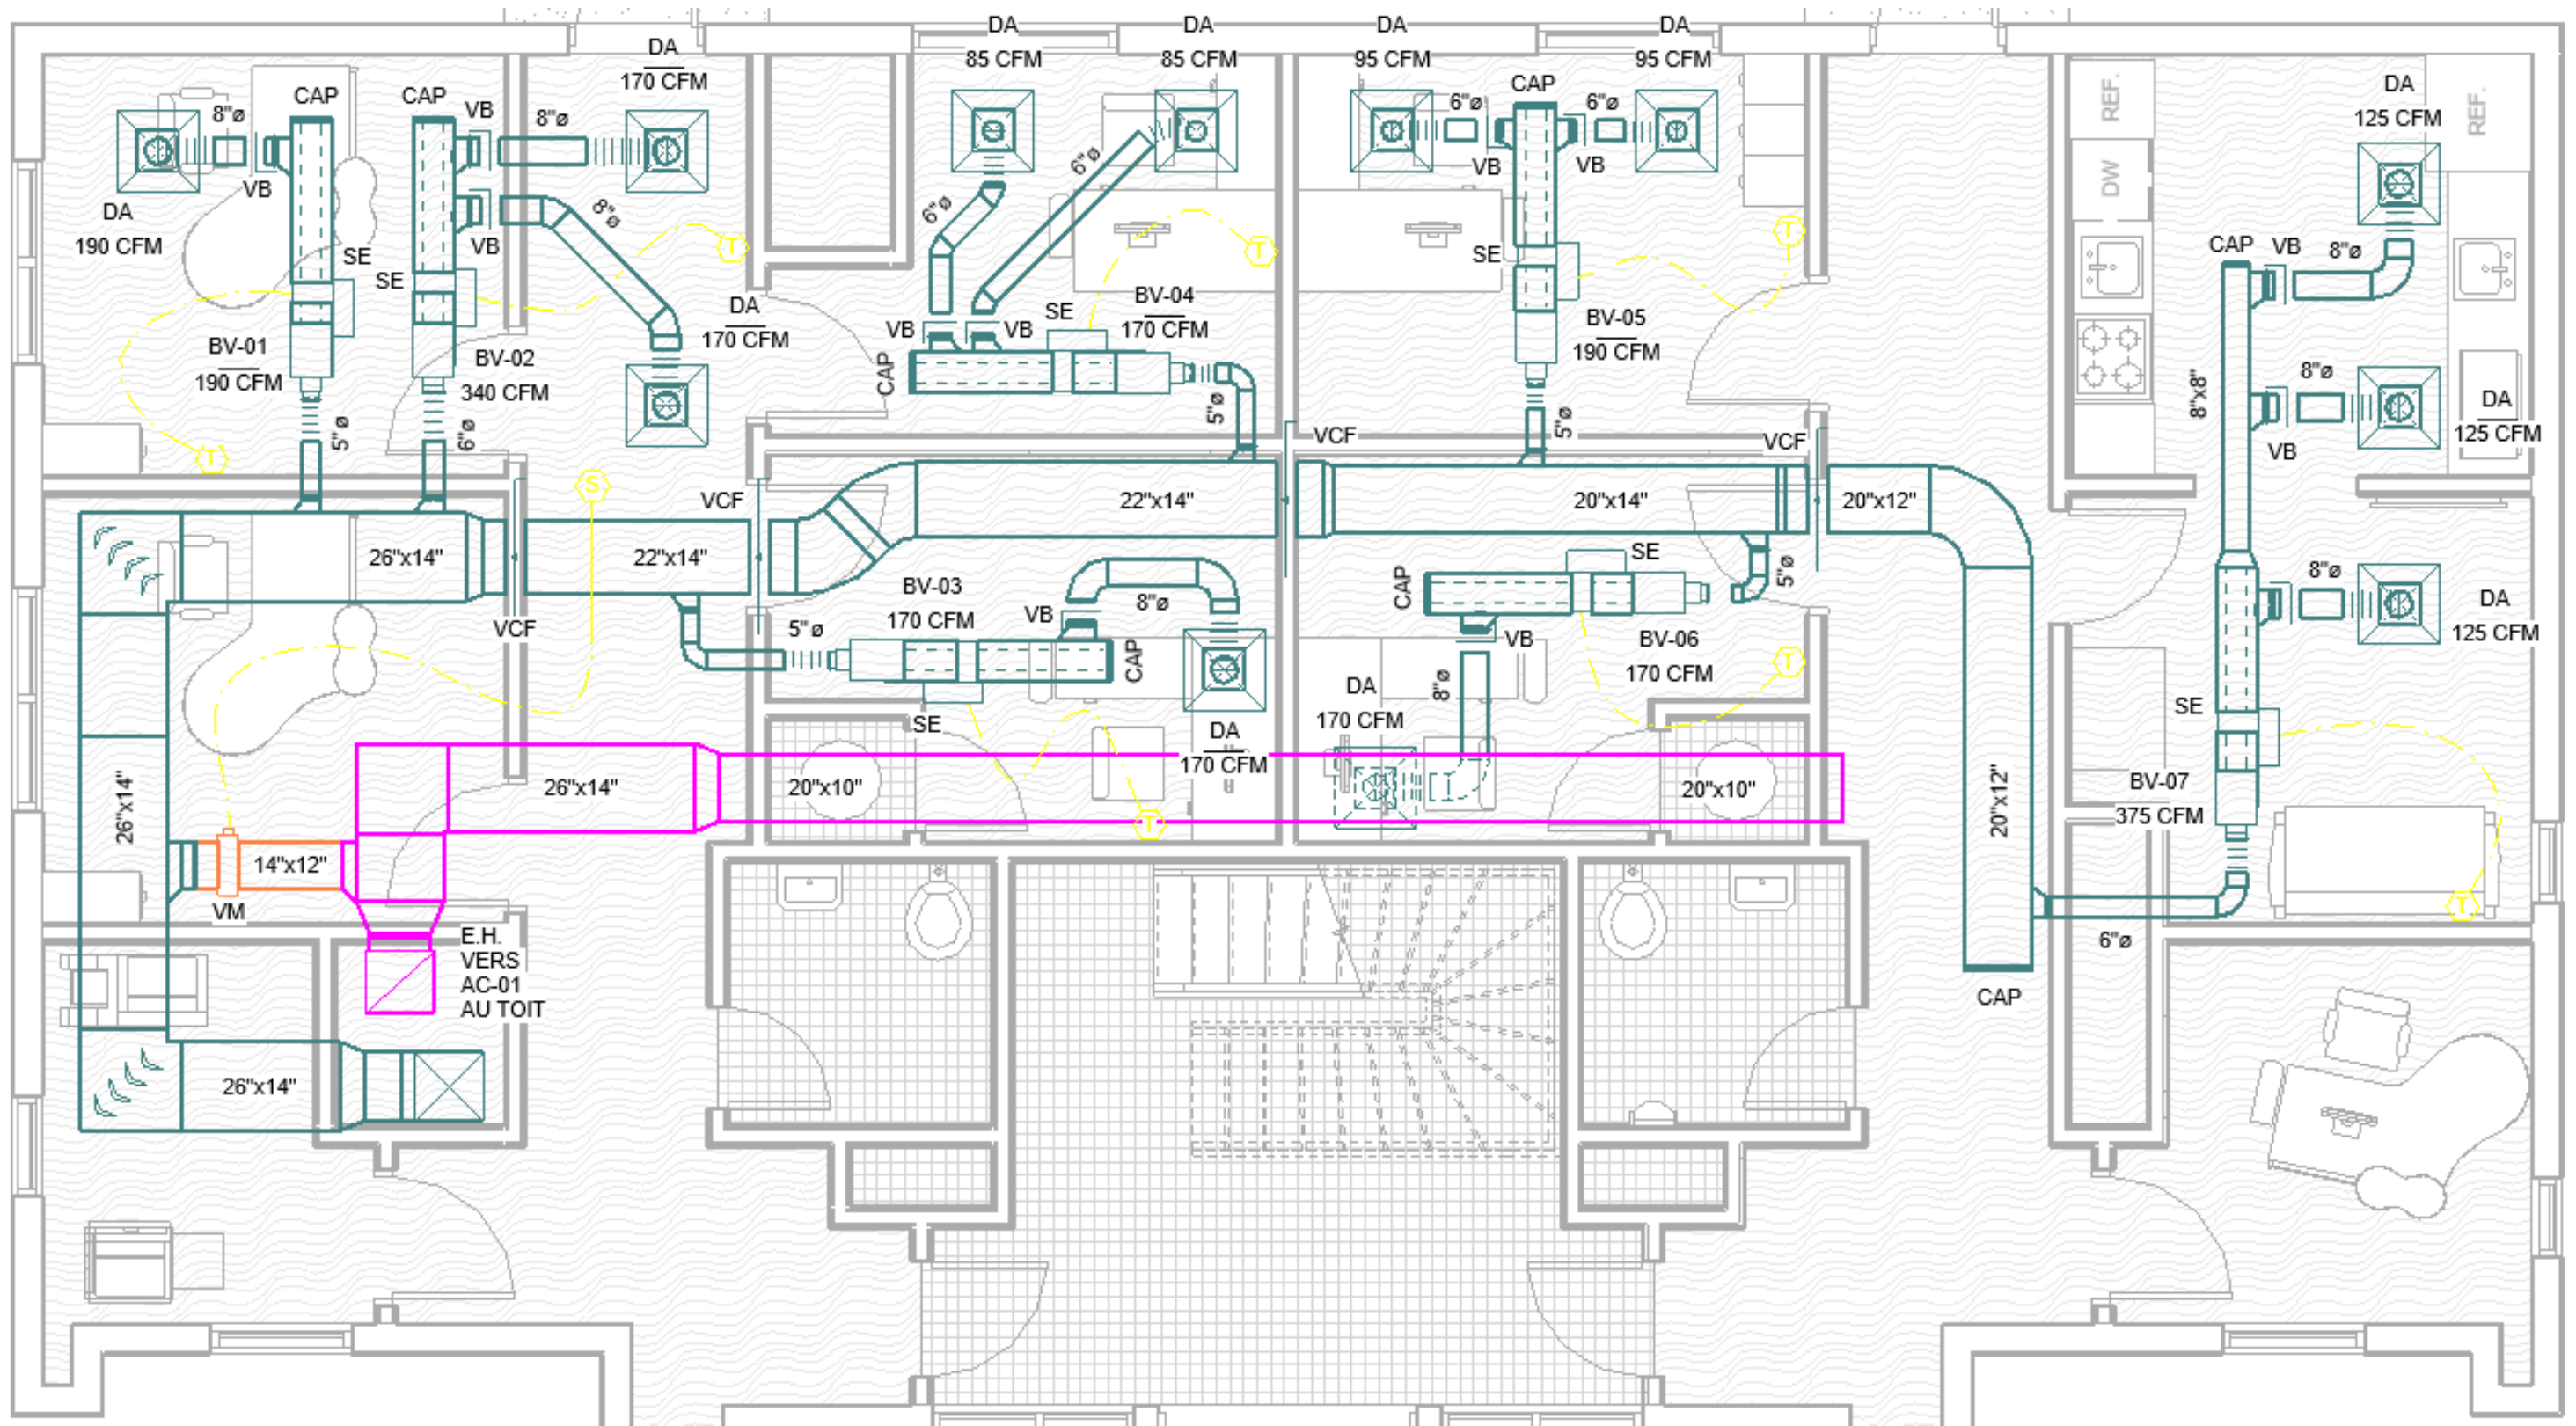 DA
85 CFM
DA
85 CFM
DA
95 CFM
DA
95 CFM
DA
170 CFM
CAP
CAP
VB
8"ø
8"ø
VB
DA
190 CFM
VB
8"ø
SE
SE
T
BV-01
190 CFM
BV-02
340 CFM
5"ø
6"ø
T
DA
170 CFM
6"ø
6"ø
T
VB
VB
SE
BV-04
170 CFM
CAP
5"ø
CAP
6"ø
6"ø
VB
VB
T
SE
BV-05
190 CFM
5"ø
VCF
VCF
REF.
DW
REF.
DA
125 CFM
CAP
VB
8"ø
8"x8"
8"ø
VB
DA
125 CFM
S
VCF
26"x14"
22"x14"
22"x14"
20"x14"
20"x12"
VCF
5"ø
BV-03
170 CFM
VB
8"ø
CAP
SE
DA
170 CFM
T
CAP
SE
5"ø
VB
BV-06
170 CFM
T
8"ø
DA
170 CFM
8"ø
DA
125 CFM
SE
BV-07
375 CFM
T
6"ø
20"x12"
CAP
26"x14"
26"x14"
20"x10"
20"x10"
14"x12"
VM
E.H.
VERS
AC-01
AU TOIT
26"x14"